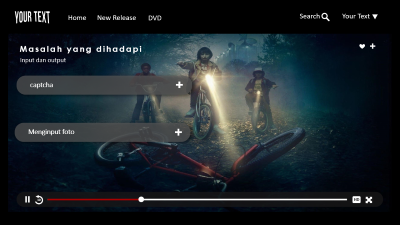 YOUR TEXT
Home New Release DVD
Search Your Text ▼
Masalah yang dihadapi
Input dan output
captcha
Menginput foto